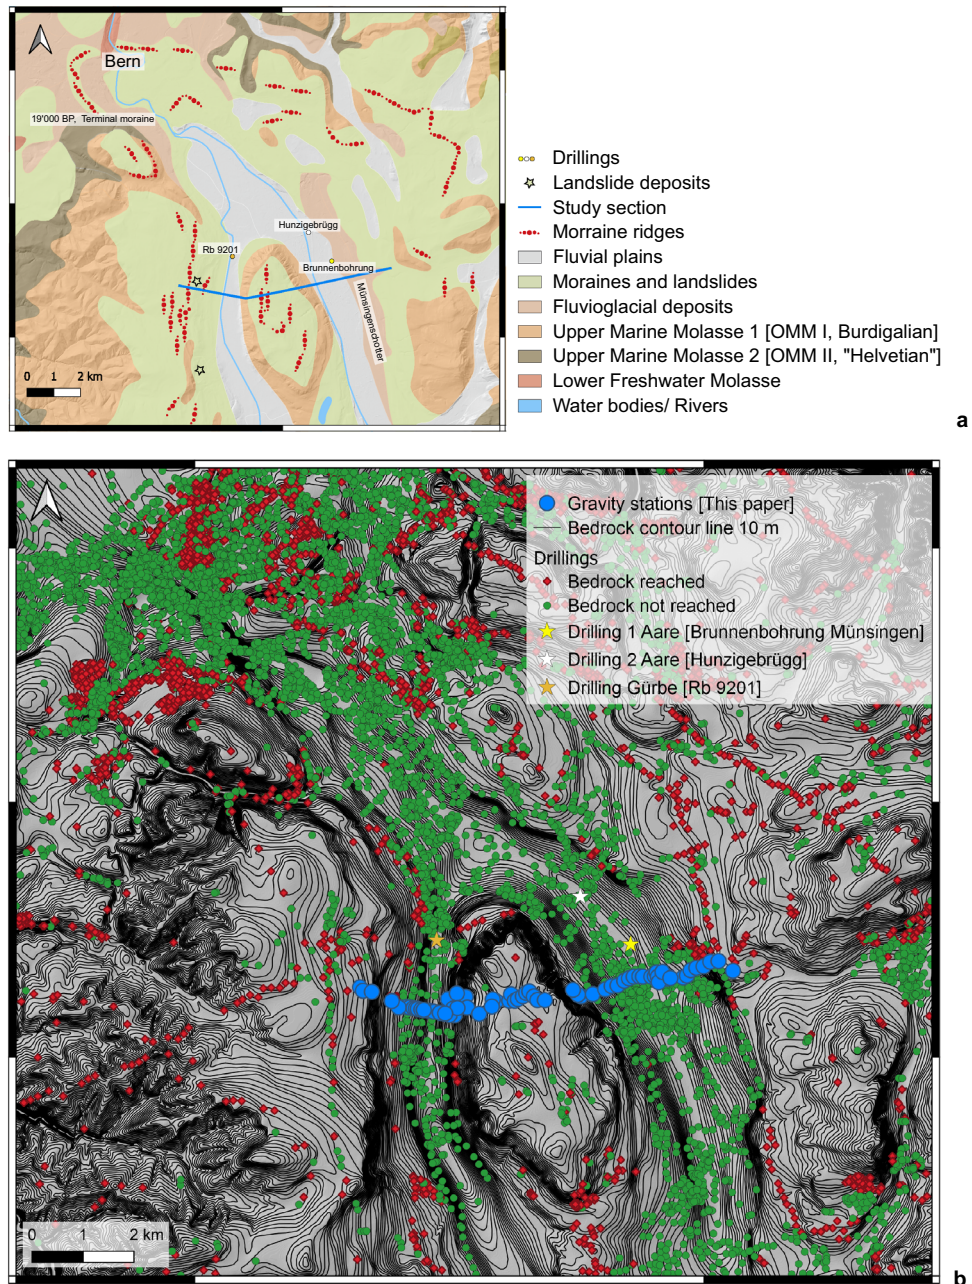 Bern
19'000 BP, Terminal moraine
Hunzigebrügg
Rb 9201
Brunnenbohrung
Münsingenschotter
0 1 2 km
Drillings
Landslide deposits
Study section
Morraine ridges
Fluvial plains
Moraines and landslides
Fluvioglacial deposits
Upper Marine Molasse 1 [OMM I, Burdigalian]
Upper Marine Molasse 2 [OMM II, "Helvetian"]
Lower Freshwater Molasse
Water bodies/ Rivers
a
Gravity stations [This paper]
Bedrock contour line 10 m
Drillings
Bedrock reached
Bedrock not reached
Drilling 1 Aare [Brunnenbohrung Münsingen]
Drilling 2 Aare [Hunzigebrügg]
Drilling Gürbe [Rb 9201]
0 1 2 km
b